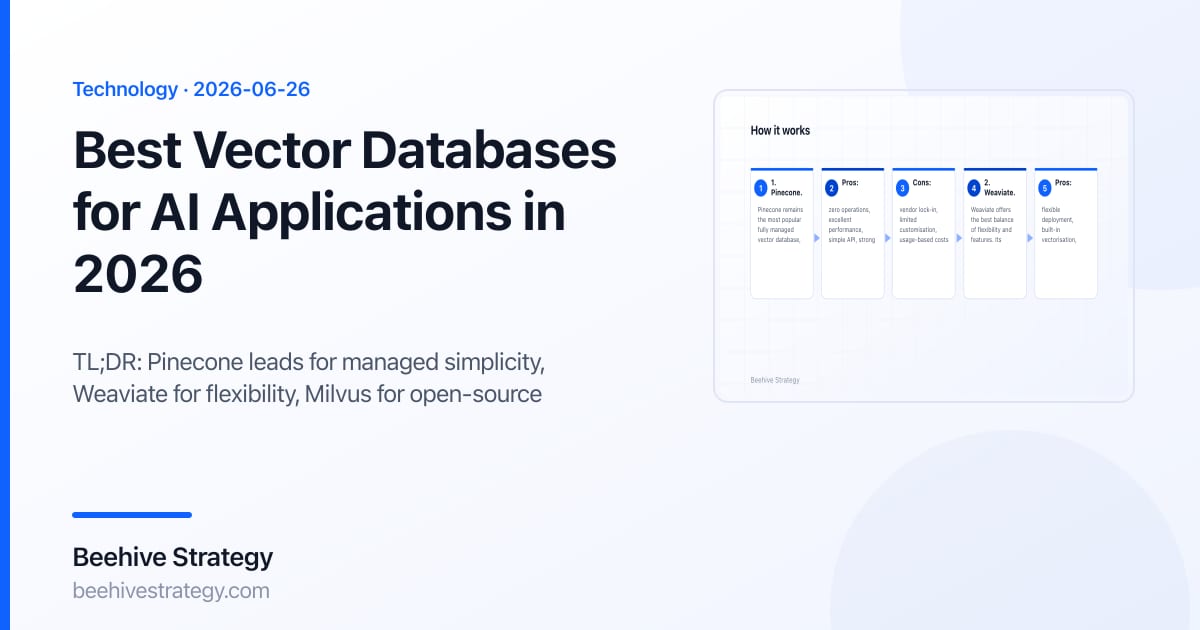 Technology · 2026-06-26
Best Vector Databases
for AI Applications in
2026
TL;DR: Pinecone leads for managed simplicity,
Weaviate for flexibility, Milvus for open-source
Beehive Strategy
beehivestrategy.com
How it works
1
1.
Pinecone.
Pinecone remains
the most popular
fully managed
vector database,
2
Pros:
zero operations,
excellent
performance,
simple API, strong
3
Cons:
vendor lock-in,
limited
customisation,
usage-based costs
4
2.
Weaviate.
Weaviate offers
the best balance
of flexibility and
features. Its
5
Pros:
flexible
deployment,
built-in
vectorisation,
Beehive Strategy